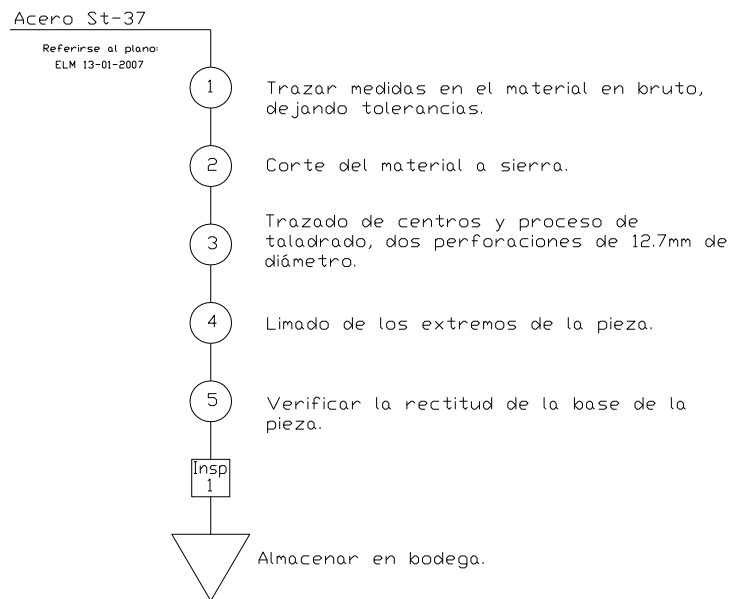 Acero St-37
Referirse al plano:
ELM 13-01-2007
1
Trazar medidas en el material en bruto,
dejando tolerancias.
2
Corte del material a sierra.
3
Trazado de centros y proceso de
taladrado, dos perforaciones de 12.7mm de
diámetro.
4
Limado de los extremos de la pieza.
5
Verificar la rectitud de la base de la
pieza.
Insp
1
Almacenar en bodega.